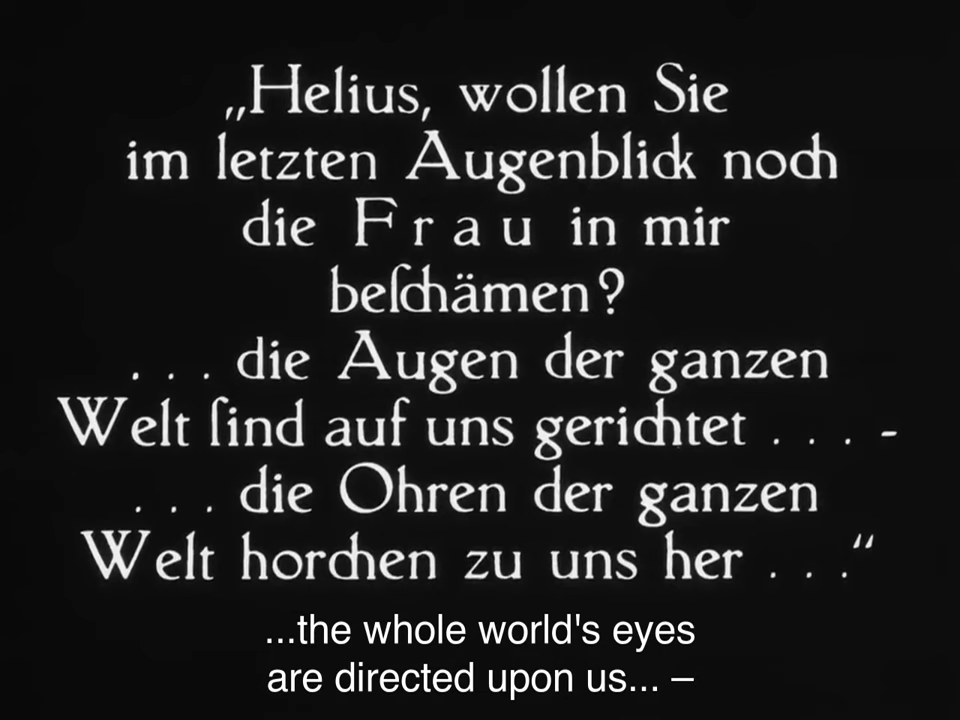 „Helius, wollen Sie
im letzten Augenblick noch
die Frau in mir
beſchämen?
. . . die Augen der ganzen
Welt ſind auf uns gerichtet . . . -
. . . die Ohren der ganzen
Welt horchen zu uns her . . .“
...the whole world's eyes
are directed upon us... –